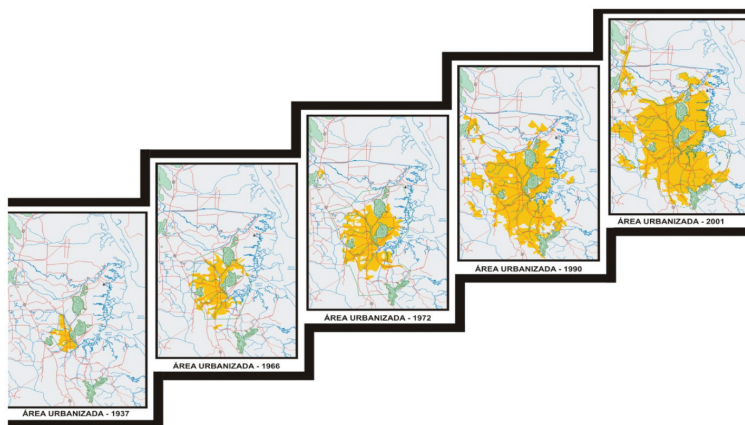 ÁREA URBANIZADA - 1937
ÁREA URBANIZADA - 1966
ÁREA URBANIZADA - 1972
ÁREA URBANIZADA - 1990
ÁREA URBANIZADA - 2001